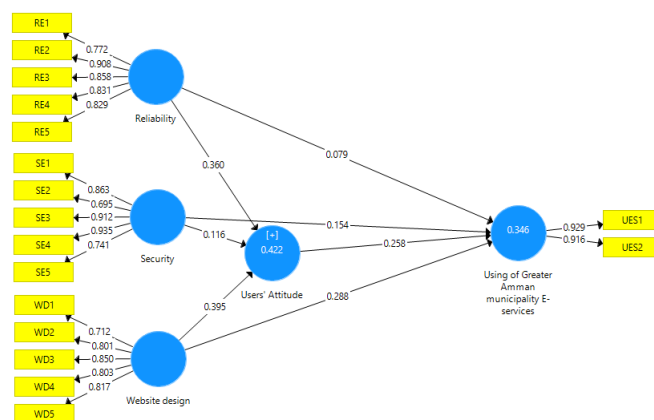 RE1
RE2
RE3
RE4
RE5
0.772
0.908
0.858
0.831
0.829
Reliability
0.360
0.079
SE1
SE2
SE3
SE4
SE5
0.863
0.695
0.912
0.935
0.741
Security
0.116
0.154
[+]
0.422
Users' Attitude
0.258
0.346
0.929
0.916
UES1
UES2
Using of Greater
Amman
municipality E-
services
0.395
0.288
WD1
WD2
WD3
WD4
WD5
0.712
0.801
0.850
0.803
0.817
Website design